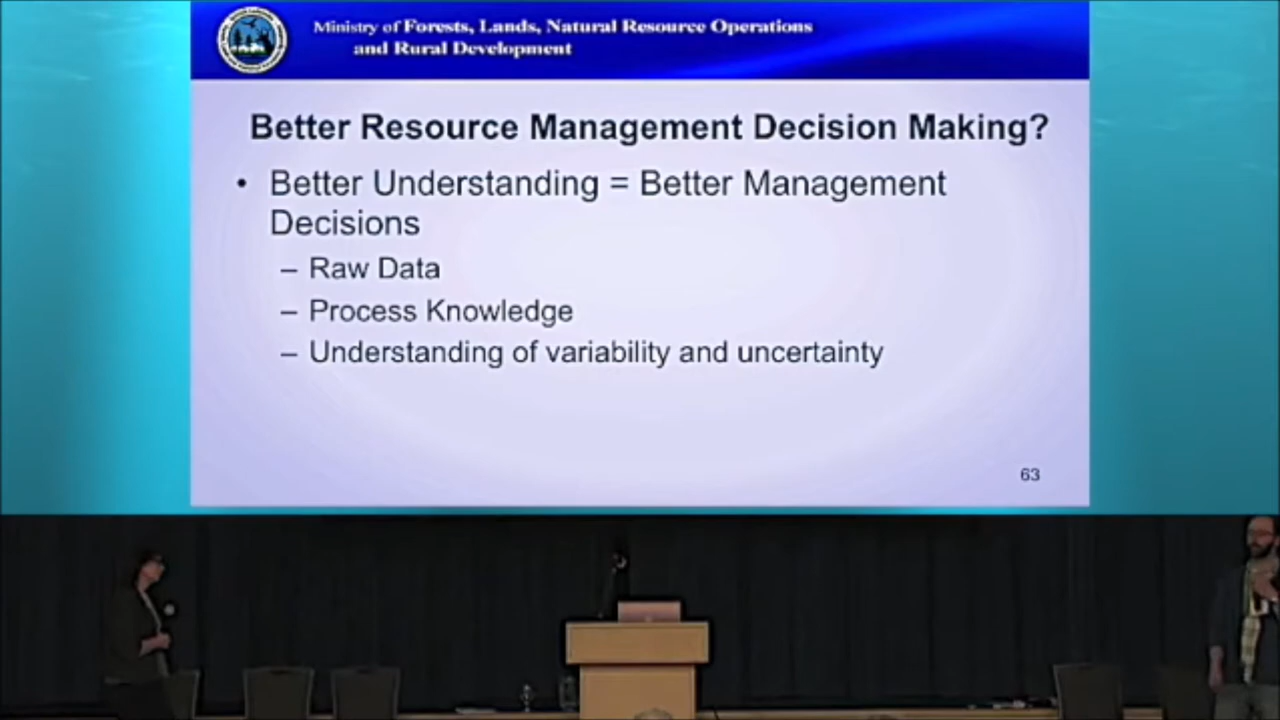 Ministry of Forests, Lands, Natural Resource Operations
and Rural Development
Better Resource Management Decision Making?
• Better Understanding = Better Management
Decisions
– Raw Data
– Process Knowledge
– Understanding of variability and uncertainty
63